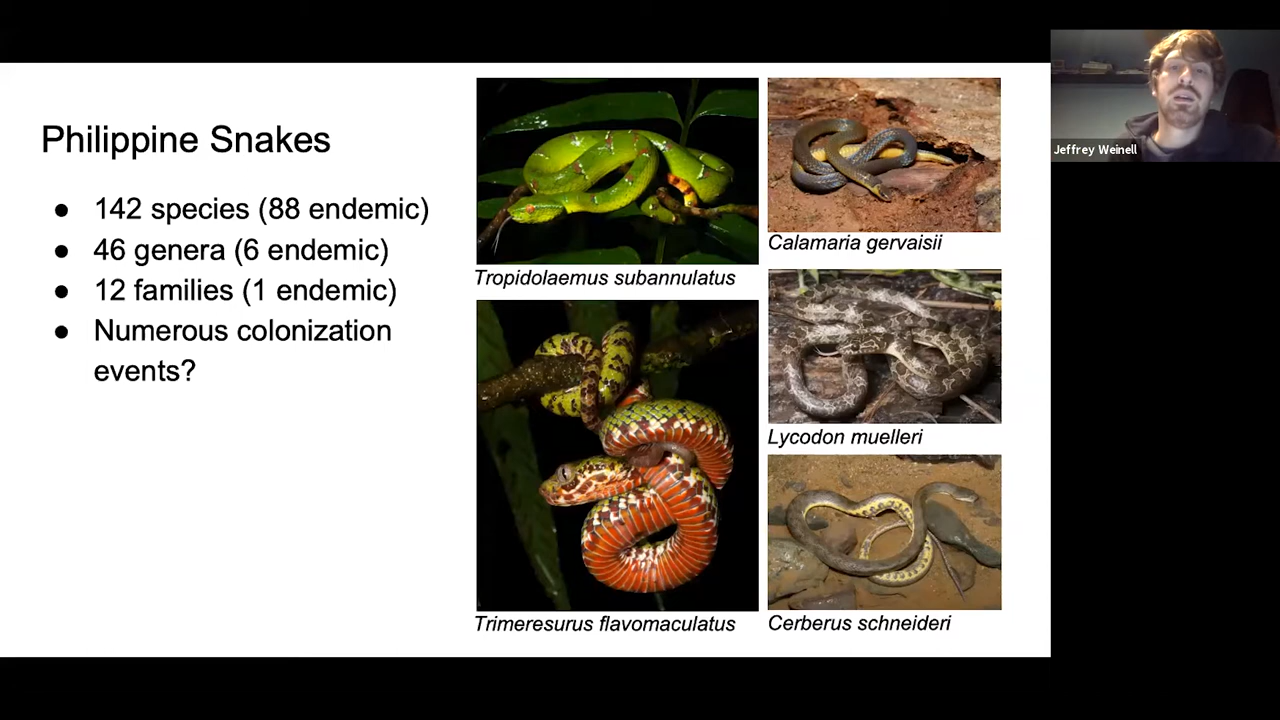 Philippine Snakes
● 142 species (88 endemic)
● 46 genera (6 endemic)
● 12 families (1 endemic)
● Numerous colonization
events?
Tropidolaemus subannulatus
Trimeresurus flavomaculatus
Calamaria gervaisii
Lycodon muelleri
Cerberus schneideri
Jeffrey Weinell